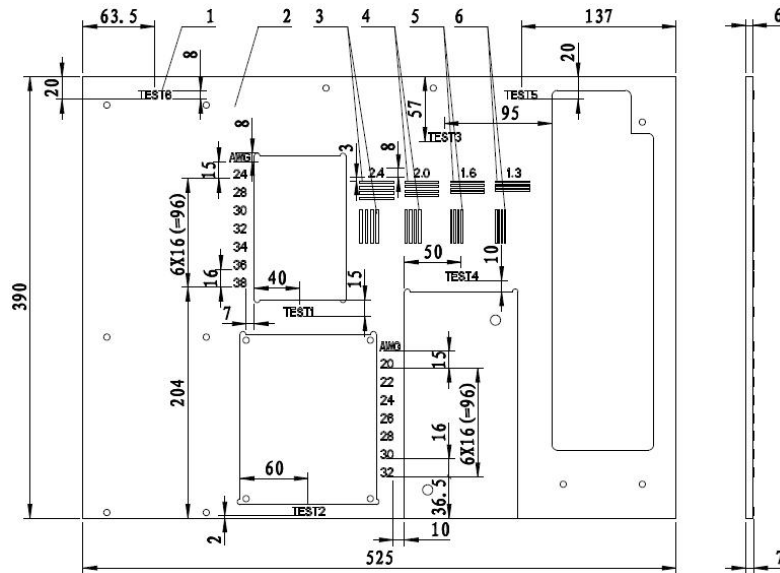 63.5 1 2 3 4 5 6 137 6
8
20 TEST6 TEST5 20
57 95
8 TEST3
AWG 3 8
15 24 2.4 2.0 1.6 1.3
28
30
32 50 10
6X16(=96) 34
36 TEST4
16 38 40 15
390 7 TEST1
AWG
20 15
22
204 24
26 6X16(=96)
28 16
60 30
32 36.5
TEST2
2 10
525 7